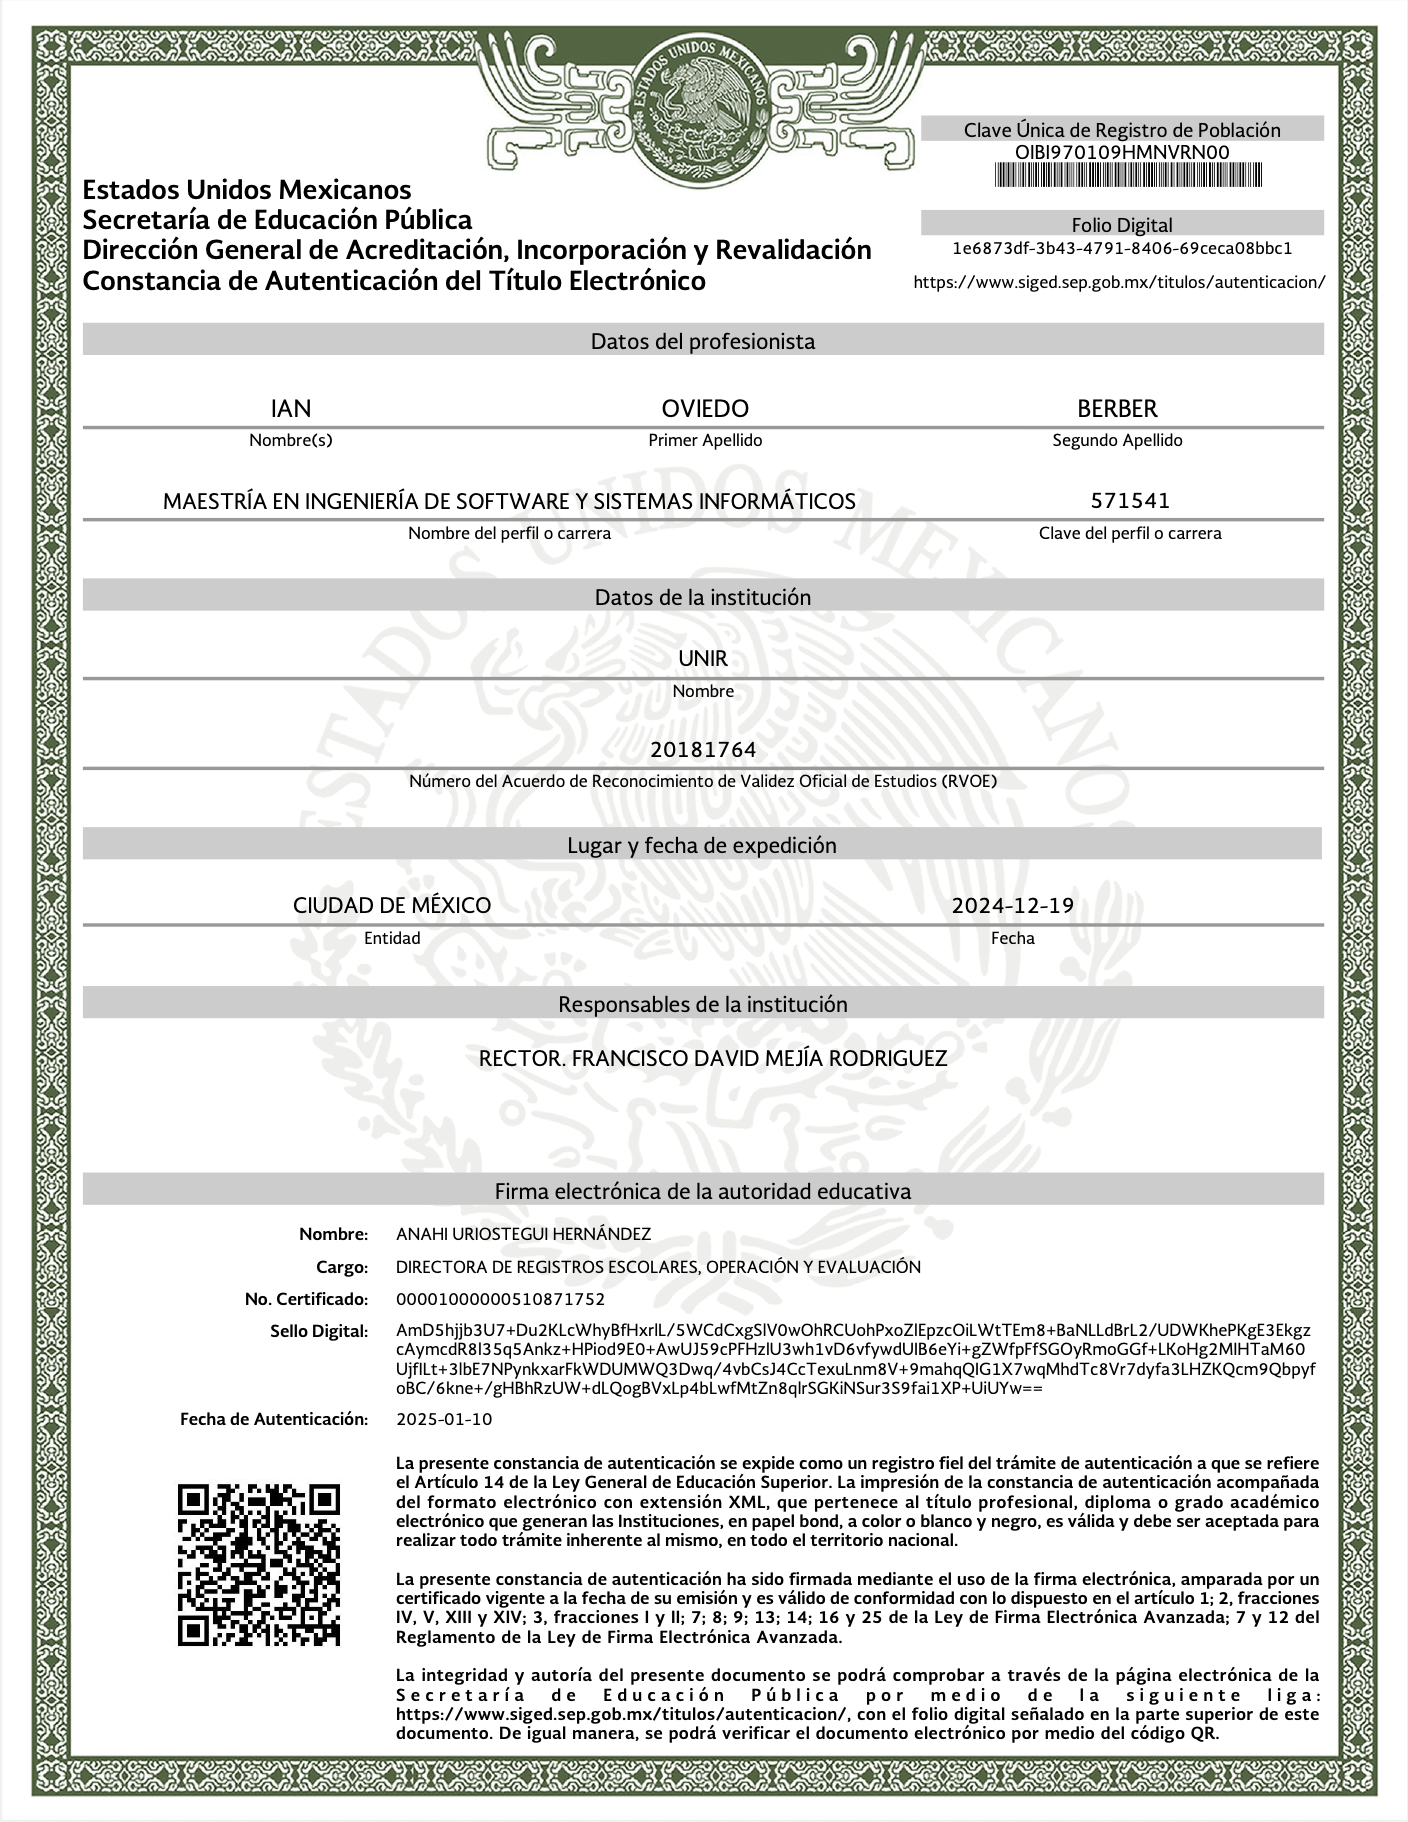 ESTADOS UNIDOS MEXICANOS
Clave Única de Registro de Población
OIBI970109HMNVRN00
Estados Unidos Mexicanos
Secretaría de Educación Pública
Dirección General de Acreditación, Incorporación y Revalidación
Constancia de Autenticación del Título Electrónico
Folio Digital
1e6873df-3b43-4791-8406-69ceca08bbc1
https://www.siged.sep.gob.mx/titulos/autenticacion/
Datos del profesionista
IAN OVIEDO BERBER
Nombre(s) Primer Apellido Segundo Apellido
MAESTRÍA EN INGENIERÍA DE SOFTWARE Y SISTEMAS INFORMÁTICOS 571541
Nombre del perfil o carrera Clave del perfil o carrera
ESTADOS UNIDOS MEXICANOS
Datos de la institución
UNIR
Nombre
20181764
Número del Acuerdo de Reconocimiento de Validez Oficial de Estudios (RVOE)
Lugar y fecha de expedición
CIUDAD DE MÉXICO 2024-12-19
Entidad Fecha
Responsables de la institución
RECTOR. FRANCISCO DAVID MEJÍA RODRIGUEZ
Firma electrónica de la autoridad educativa
Nombre: ANAHI URIOSTEGUI HERNÁNDEZ
Cargo: DIRECTORA DE REGISTROS ESCOLARES, OPERACIÓN Y EVALUACIÓN
No. Certificado: 00001000000510871752
Sello Digital: AmD5hjjb3U7+Du2KLcWhyBfHxrlL/5WCdCxgSlV0wOhRCUohPxoZlEpzcOiLWtTEm8+BaNLLdBrL2/UDWKhePKgE3Ekgz
cAymcdR8l35q5Ankz+HPiod9E0+AwUJ59cPFHzlU3wh1vD6vfywdUlB6eYi+gZWfpFfSGOyRmoGGf+LKoHg2MlHTaM60
UjflLt+3lbE7NPynkxarFkWDUMWQ3Dwq/4vbCsJ4CcTexuLnm8V+9mahqQlG1X7wqMhdTc8Vr7dyfa3LHZKQcm9Qbpyf
oBC/6kne+/gHBhRzUW+dLQogBVxLp4bLwfMtZn8qlrSGKiNSur3S9fai1XP+UiUYw==
Fecha de Autenticación: 2025-01-10
La presente constancia de autenticación se expide como un registro fiel del trámite de autenticación a que se refiere
el Artículo 14 de la Ley General de Educación Superior. La impresión de la constancia de autenticación acompañada
del formato electrónico con extensión XML, que pertenece al título profesional, diploma o grado académico
electrónico que generan las Instituciones, en papel bond, a color o blanco y negro, es válida y debe ser aceptada para
realizar todo trámite inherente al mismo, en todo el territorio nacional.
La presente constancia de autenticación ha sido firmada mediante el uso de la firma electrónica, amparada por un
certificado vigente a la fecha de su emisión y es válido de conformidad con lo dispuesto en el artículo 1; 2, fracciones
IV, V, XIII y XIV; 3, fracciones I y II; 7; 8; 9; 13; 14; 16 y 25 de la Ley de Firma Electrónica Avanzada; 7 y 12 del
Reglamento de la Ley de Firma Electrónica Avanzada.
La integridad y autoría del presente documento se podrá comprobar a través de la página electrónica de la
Secretaría de Educación Pública por medio de la siguiente liga:
https://www.siged.sep.gob.mx/titulos/autenticacion/, con el folio digital señalado en la parte superior de este
documento. De igual manera, se podrá verificar el documento electrónico por medio del código QR.